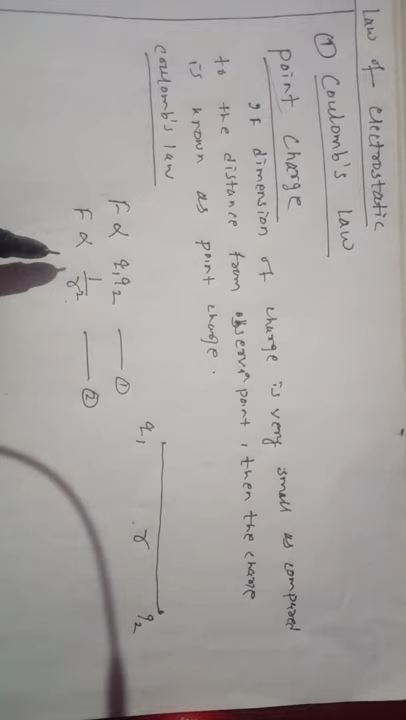 Law of electrostatic
① Coulomb's Law
Point Charge
If dimension of charge is very small as compared
to the distance from observe point, then the charge
is known as point charge.
Coulomb's law
F ∝ q₁q₂ —— ①
F ∝ 1/r² —— ②
q₁ r q₂